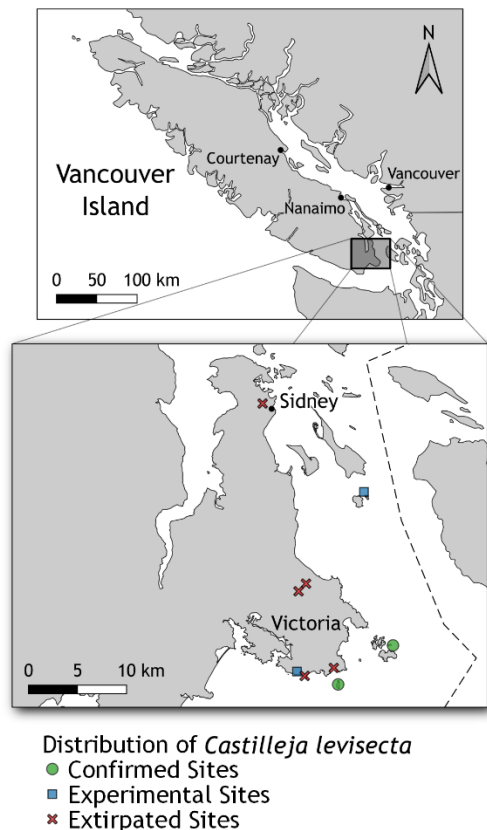 N
Courtenay
Vancouver
Vancouver
Island
Nanaimo
0 50 100 km
Sidney
Victoria
0 5 10 km
Distribution of Castilleja levisecta
Confirmed Sites
Experimental Sites
Extirpated Sites